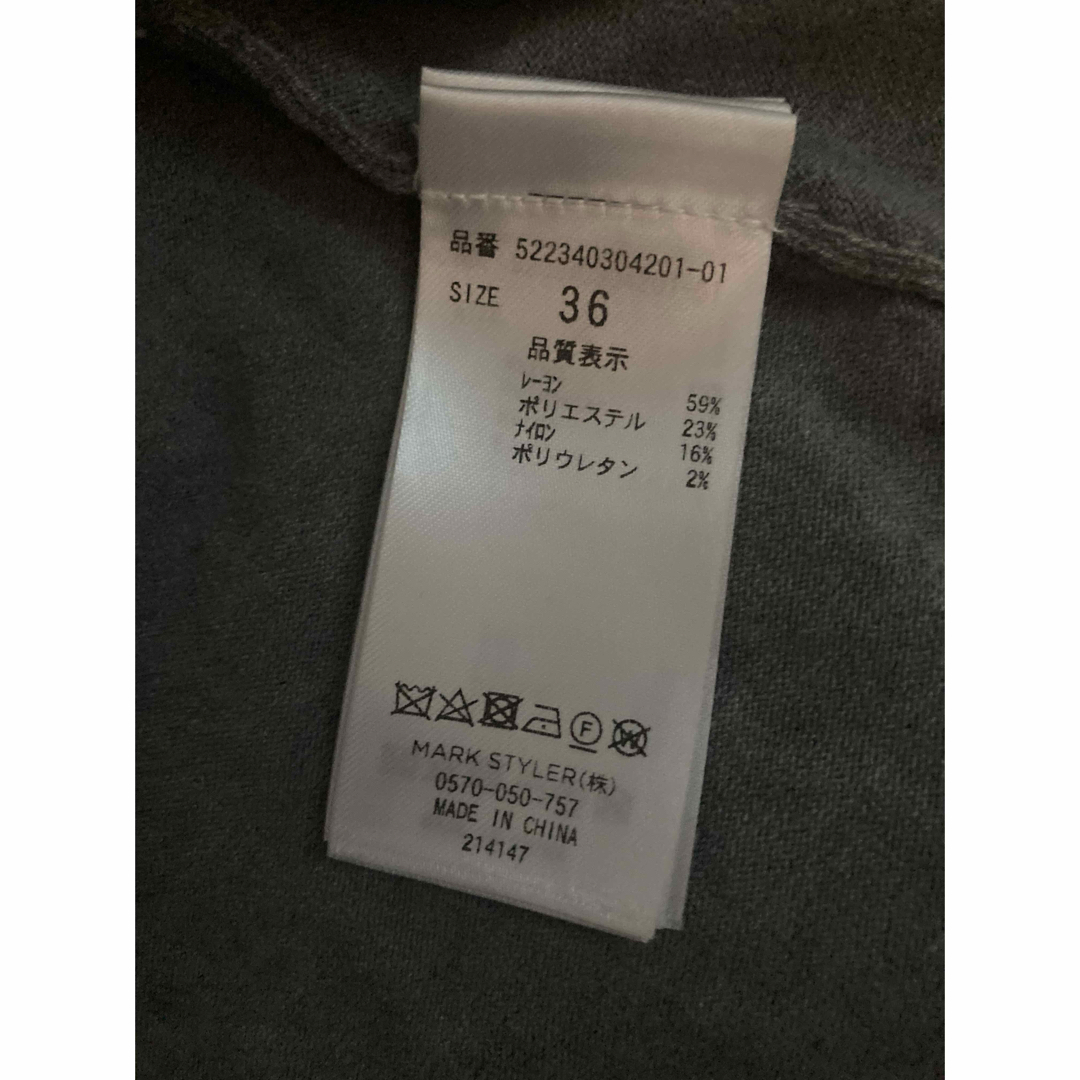 品番 522340304201-01
SIZE 36
品質表示
ﾚｰﾖﾝ 59%
ポリエステル 23%
ﾅｲﾛﾝ 16%
ポリウレタン 2%
F W
MARK STYLER(株)
0570-050-757
MADE IN CHINA
214147